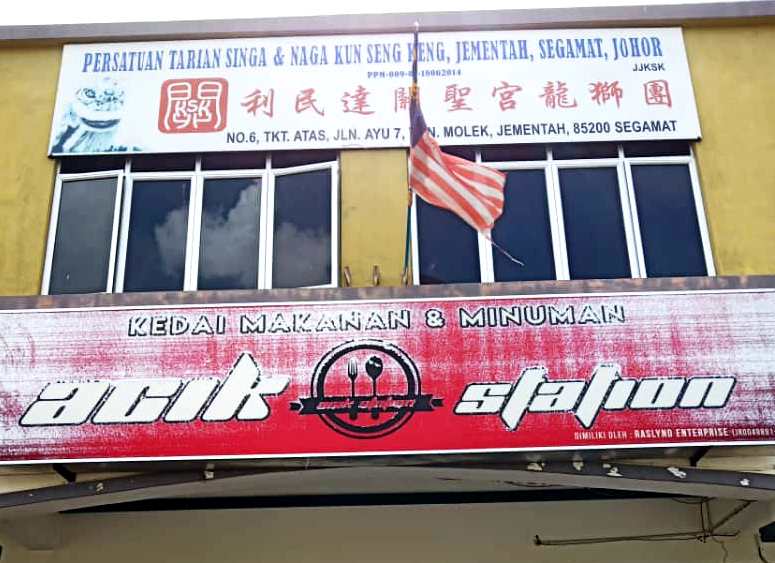 PERSATUAN TARIAN SINGA & NAGA KUN SENG KENG, JEMENTAH, SEGAMAT, JOHOR
JJKSK
利民達關聖宮龍獅團
NO.6, TKT. ATAS, JLN. AYU 7, MOLEK, JEMENTAH, 85200 SEGAMAT
KEDAI MAKANAN & MINUMAN
acik station
DIMILIKI OLEH : RASLYND ENTERPRISE